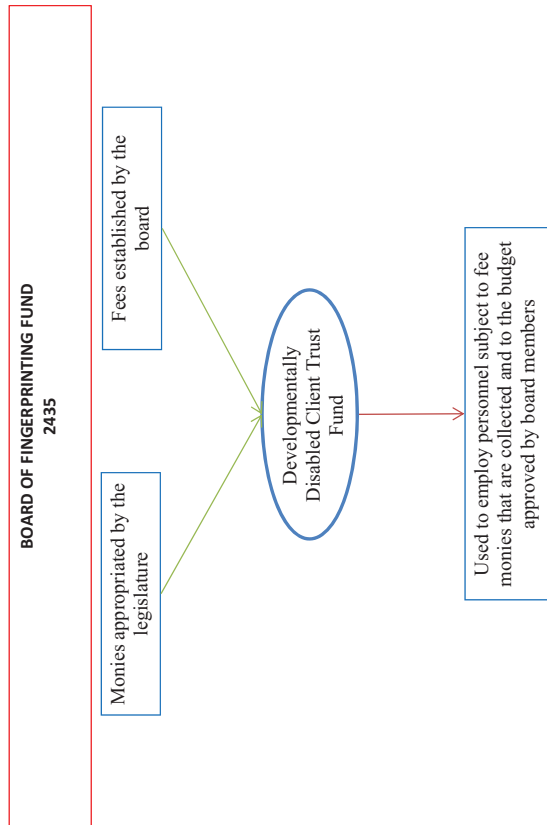 BOARD OF FINGERPRINTING FUND
2435
Monies appropriated by the
legislature
Fees established by the
board
Developmentally
Disabled Client Trust
Fund
Used to employ personnel subject to fee
monies that are collected and to the budget
approved by board members